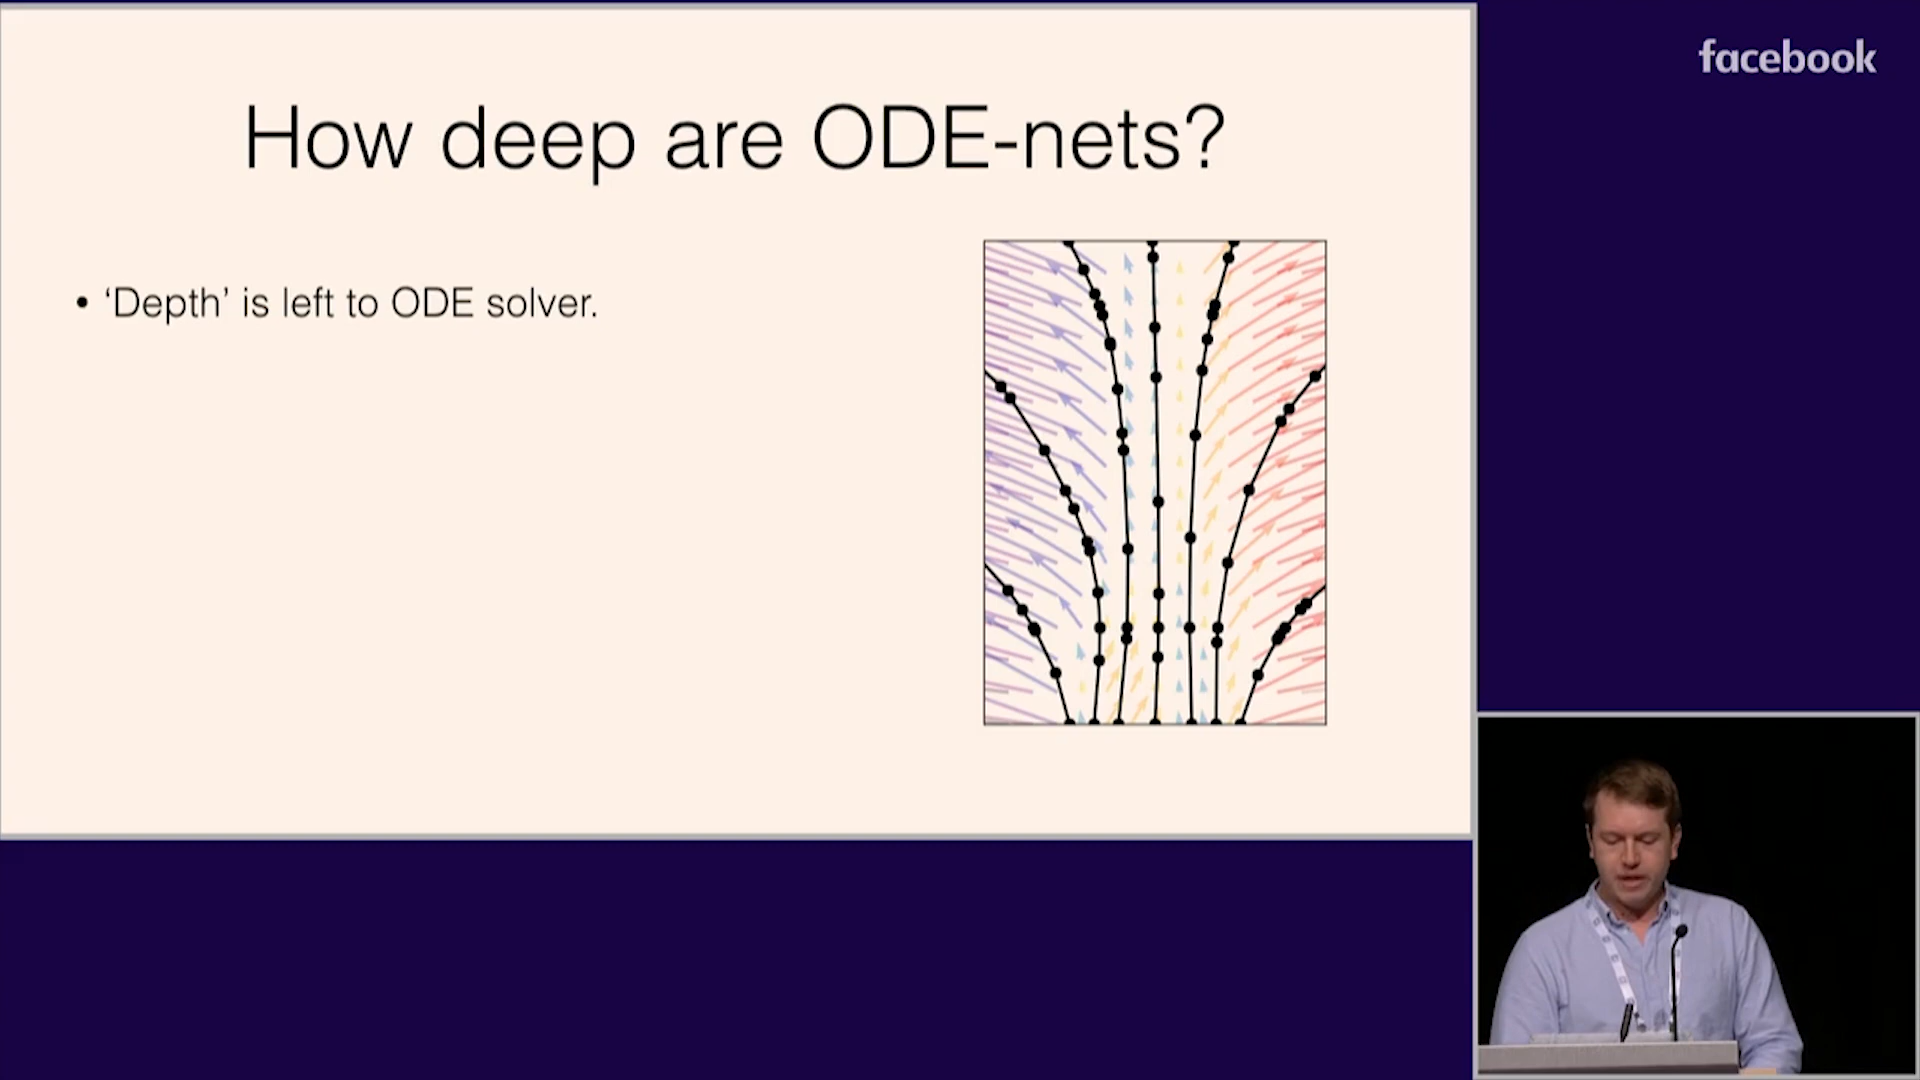 How deep are ODE-nets?
• ‘Depth’ is left to ODE solver.
facebook